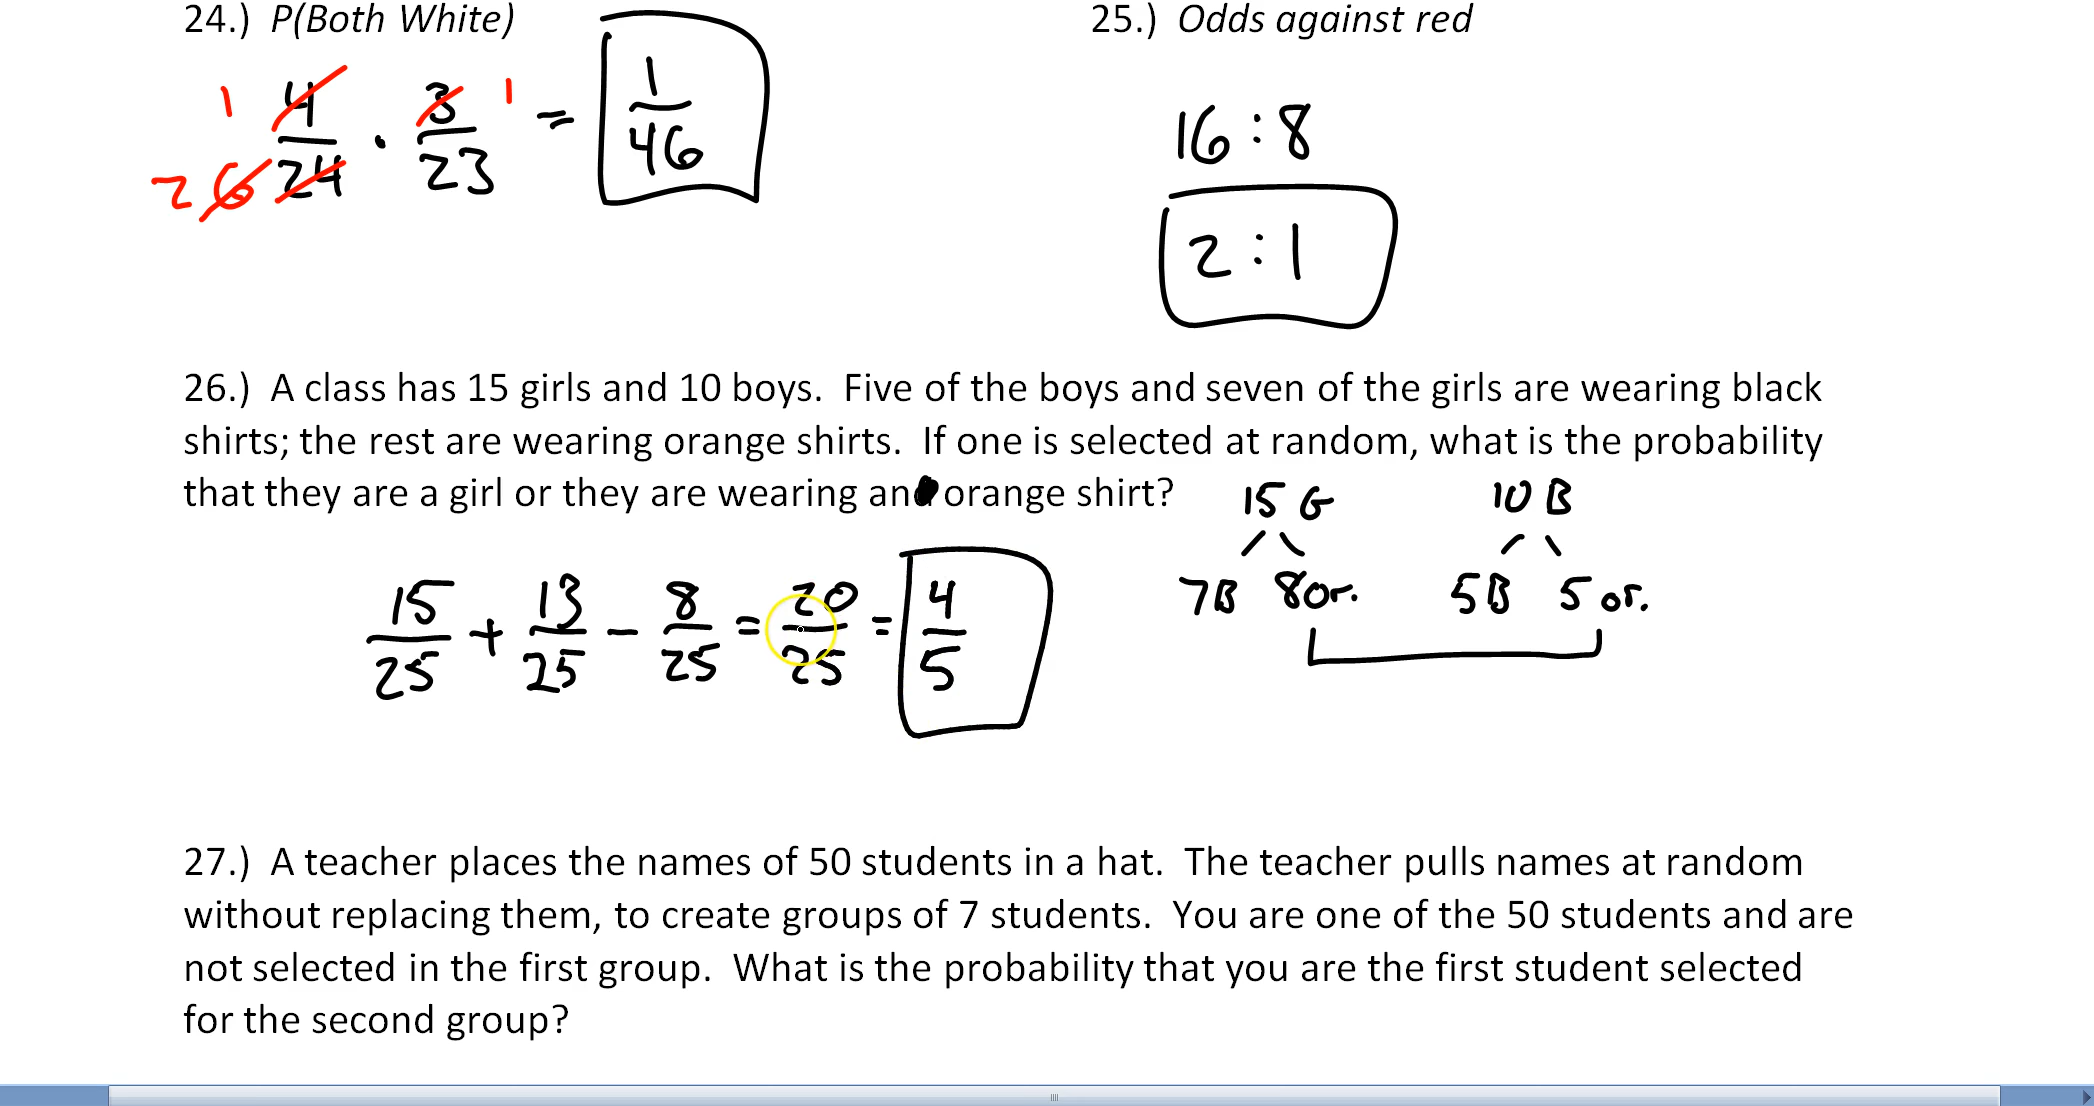 24.) P(Both White)
25.) Odds against red
1 4/24 · 3/23 1 = 1/46
2 6
16 : 8
2 : 1
26.) A class has 15 girls and 10 boys. Five of the boys and seven of the girls are wearing black
shirts; the rest are wearing orange shirts. If one is selected at random, what is the probability
that they are a girl or they are wearing an orange shirt?
15 G 10 B
7B 8or. 5B 5 or.
15/25 + 13/25 − 8/25 = 20/25 = 4/5
27.) A teacher places the names of 50 students in a hat. The teacher pulls names at random
without replacing them, to create groups of 7 students. You are one of the 50 students and are
not selected in the first group. What is the probability that you are the first student selected
for the second group?